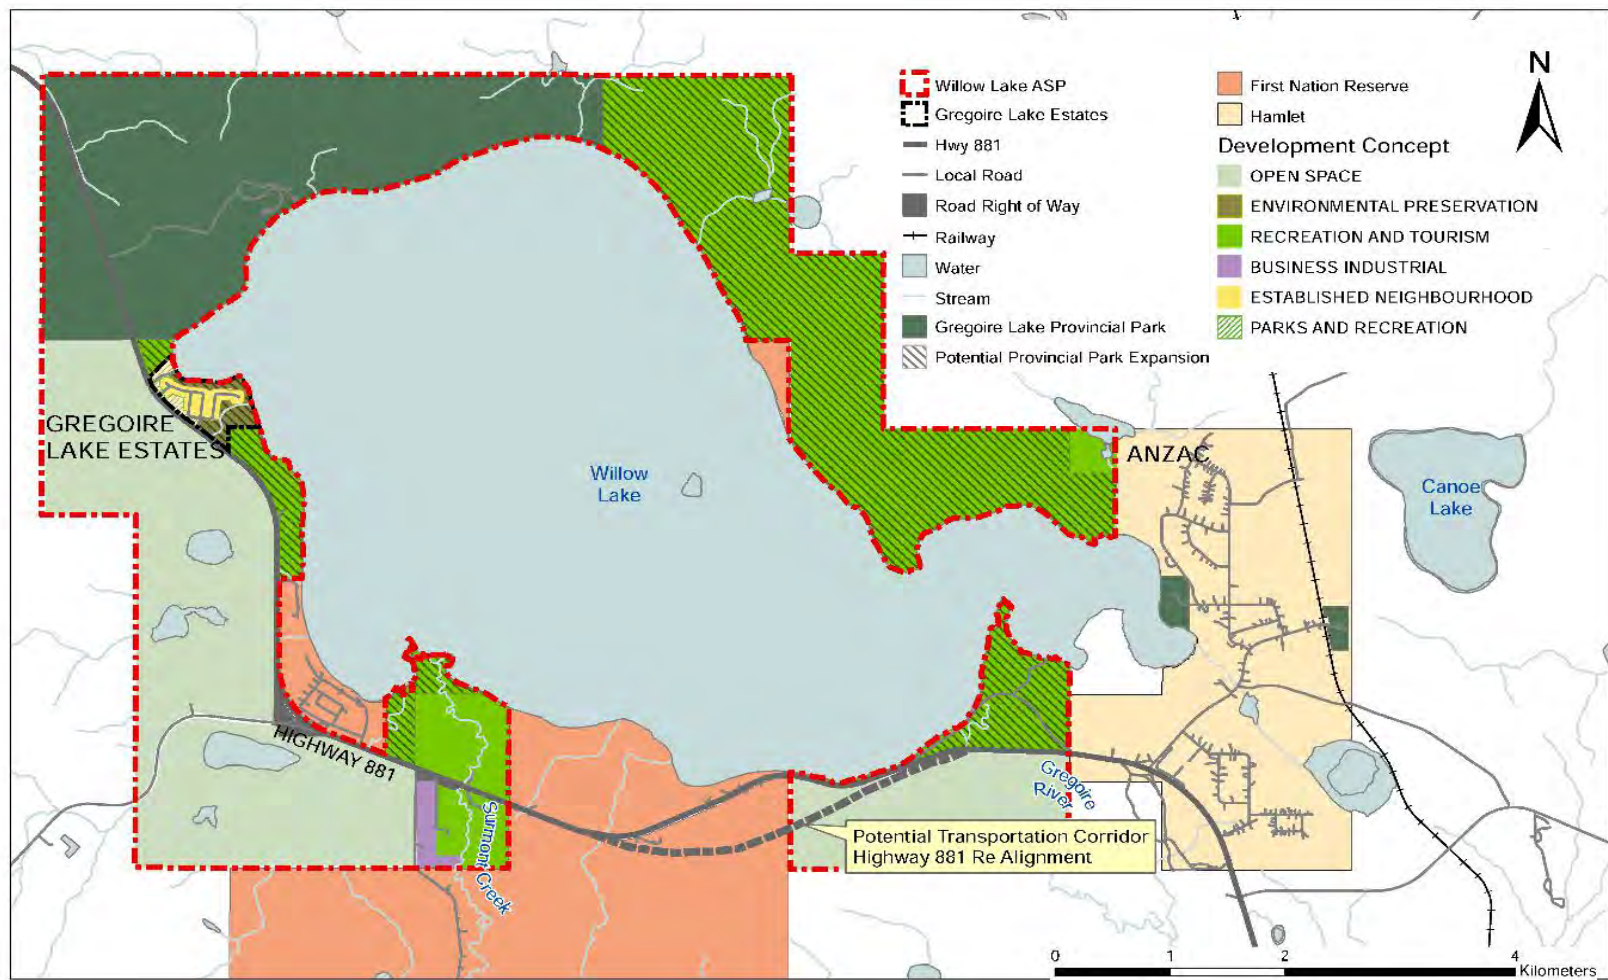 N
Willow Lake ASP
Gregoire Lake Estates
Hwy 881
Local Road
Road Right of Way
Railway
Water
Stream
Gregoire Lake Provincial Park
Potential Provincial Park Expansion
First Nation Reserve
Hamlet
Development Concept
OPEN SPACE
ENVIRONMENTAL PRESERVATION
RECREATION AND TOURISM
BUSINESS INDUSTRIAL
ESTABLISHED NEIGHBOURHOOD
PARKS AND RECREATION
GREGOIRE
LAKE ESTATES
ANZAC
Willow
Lake
Canoe
Lake
HIGHWAY 881
Surmont Creek
Gregoire
River
Potential Transportation Corridor
Highway 881 Re Alignment
0 1 2 4
Kilometers